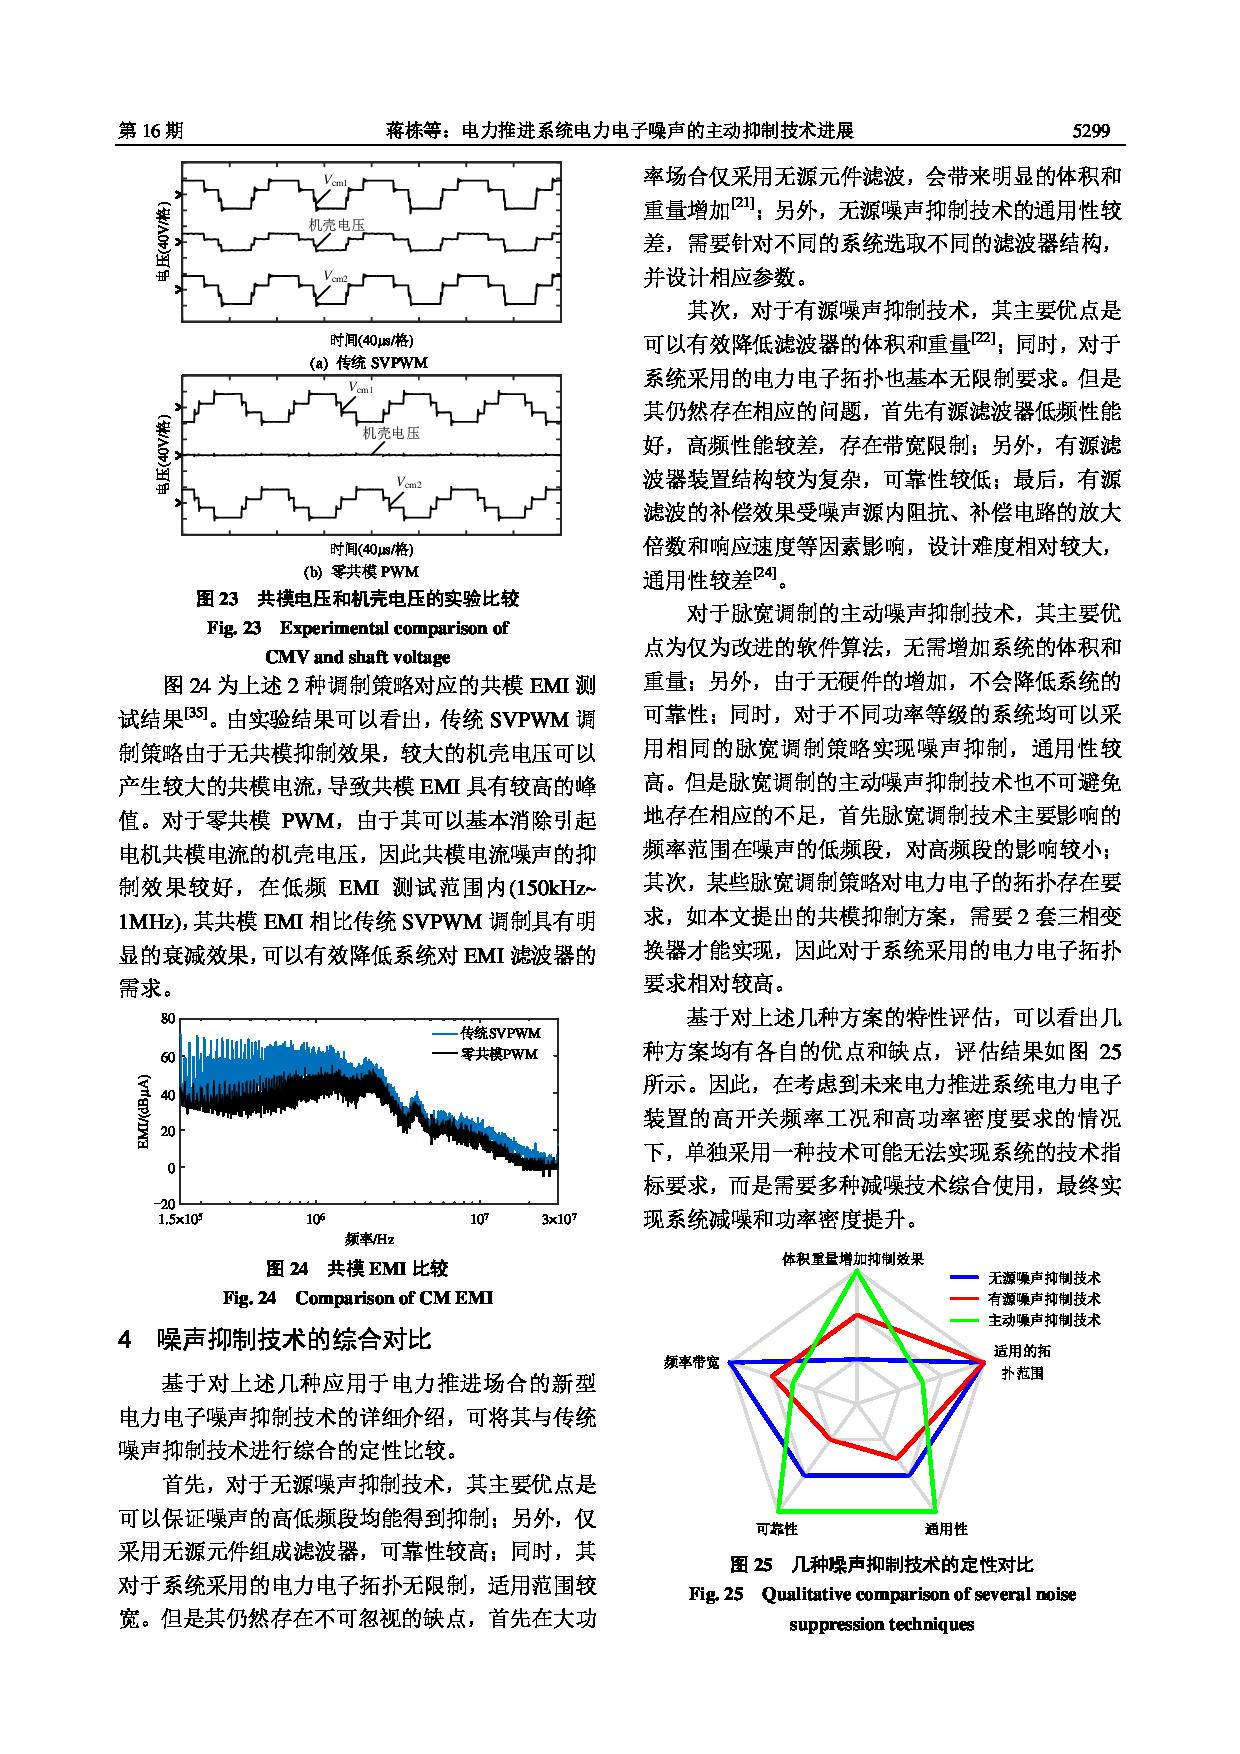 第 16 期 蒋栋等：电力推进系统电力电子噪声的主动抑制技术进展 5299
Vcm1
机壳电压
Vcm2
电压(40V/格)
时间(40μs/格)
(a) 传统 SVPWM
Vcm1
机壳电压
Vcm2
电压(40V/格)
时间(40μs/格)
(b) 零共模 PWM
图 23 共模电压和机壳电压的实验比较
Fig. 23 Experimental comparison of
CMV and shaft voltage
图 24 为上述 2 种调制策略对应的共模 EMI 测
试结果[35]。由实验结果可以看出，传统 SVPWM 调
制策略由于无共模抑制效果，较大的机壳电压可以
产生较大的共模电流，导致共模 EMI 具有较高的峰
值。对于零共模 PWM，由于其可以基本消除引起
电机共模电流的机壳电压，因此共模电流噪声的抑
制效果较好，在低频 EMI 测试范围内(150kHz~
1MHz)，其共模 EMI 相比传统 SVPWM 调制具有明
显的衰减效果，可以有效降低系统对 EMI 滤波器的
需求。
80
60
40
20
0
−20
EMI/(dBμA)
传统SVPWM
零共模PWM
1.5×10⁵ 10⁶ 10⁷ 3×10⁷
频率/Hz
图 24 共模 EMI 比较
Fig. 24 Comparison of CM EMI
4 噪声抑制技术的综合对比
基于对上述几种应用于电力推进场合的新型
电力电子噪声抑制技术的详细介绍，可将其与传统
噪声抑制技术进行综合的定性比较。
首先，对于无源噪声抑制技术，其主要优点是
可以保证噪声的高低频段均能得到抑制；另外，仅
采用无源元件组成滤波器，可靠性较高；同时，其
对于系统采用的电力电子拓扑无限制，适用范围较
宽。但是其仍然存在不可忽视的缺点，首先在大功
率场合仅采用无源元件滤波，会带来明显的体积和
重量增加[21]；另外，无源噪声抑制技术的通用性较
差，需要针对不同的系统选取不同的滤波器结构，
并设计相应参数。
其次，对于有源噪声抑制技术，其主要优点是
可以有效降低滤波器的体积和重量[22]；同时，对于
系统采用的电力电子拓扑也基本无限制要求。但是
其仍然存在相应的问题，首先有源滤波器低频性能
好，高频性能较差，存在带宽限制；另外，有源滤
波器装置结构较为复杂，可靠性较低；最后，有源
滤波的补偿效果受噪声源内阻抗、补偿电路的放大
倍数和响应速度等因素影响，设计难度相对较大，
通用性较差[24]。
对于脉宽调制的主动噪声抑制技术，其主要优
点为仅为改进的软件算法，无需增加系统的体积和
重量；另外，由于无硬件的增加，不会降低系统的
可靠性；同时，对于不同功率等级的系统均可以采
用相同的脉宽调制策略实现噪声抑制，通用性较
高。但是脉宽调制的主动噪声抑制技术也不可避免
地存在相应的不足，首先脉宽调制技术主要影响的
频率范围在噪声的低频段，对高频段的影响较小；
其次，某些脉宽调制策略对电力电子的拓扑存在要
求，如本文提出的共模抑制方案，需要 2 套三相变
换器才能实现，因此对于系统采用的电力电子拓扑
要求相对较高。
基于对上述几种方案的特性评估，可以看出几
种方案均有各自的优点和缺点，评估结果如图 25
所示。因此，在考虑到未来电力推进系统电力电子
装置的高开关频率工况和高功率密度要求的情况
下，单独采用一种技术可能无法实现系统的技术指
标要求，而是需要多种减噪技术综合使用，最终实
现系统减噪和功率密度提升。
体积重量增加抑制效果
无源噪声抑制技术
有源噪声抑制技术
主动噪声抑制技术
频率带宽
适用的拓
扑范围
可靠性 通用性
图 25 几种噪声抑制技术的定性对比
Fig. 25 Qualitative comparison of several noise
suppression techniques